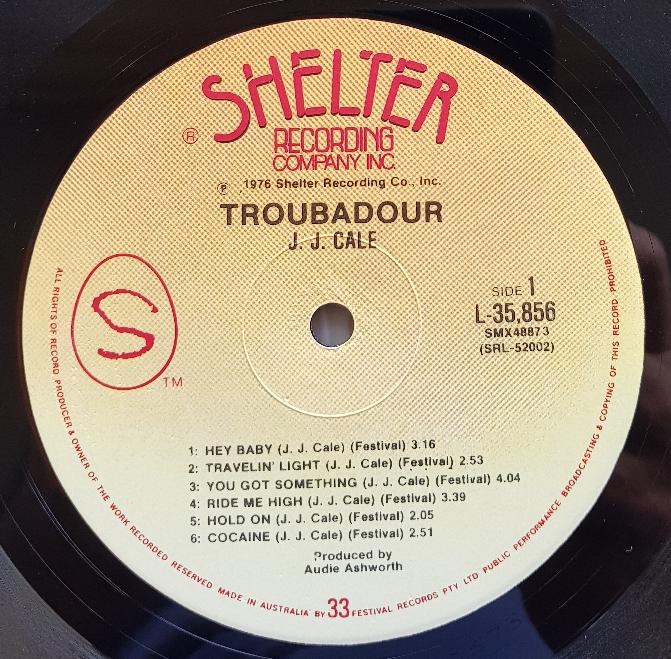 SHELTER
®
RECORDING
COMPANY INC.
℗ 1976 Shelter Recording Co., Inc.
TROUBADOUR
J. J. CALE
S
TM
SIDE 1
L-35,856
SMX48873
(SRL-52002)
1: HEY BABY (J. J. Cale) (Festival) 3.16
2: TRAVELIN' LIGHT (J. J. Cale) (Festival) 2.53
3: YOU GOT SOMETHING (J. J. Cale) (Festival) 4.04
4: RIDE ME HIGH (J. J. Cale) (Festival) 3.39
5: HOLD ON (J. J. Cale) (Festival) 2.05
6: COCAINE (J. J. Cale) (Festival) 2.51
Produced by
Audie Ashworth
ALL RIGHTS OF RECORD PRODUCER & OWNER OF THE WORK RECORDED RESERVED MADE IN AUSTRALIA BY 33 FESTIVAL RECORDS PTY LTD PUBLIC PERFORMANCE BROADCASTING & COPYING OF THIS RECORD PROHIBITED